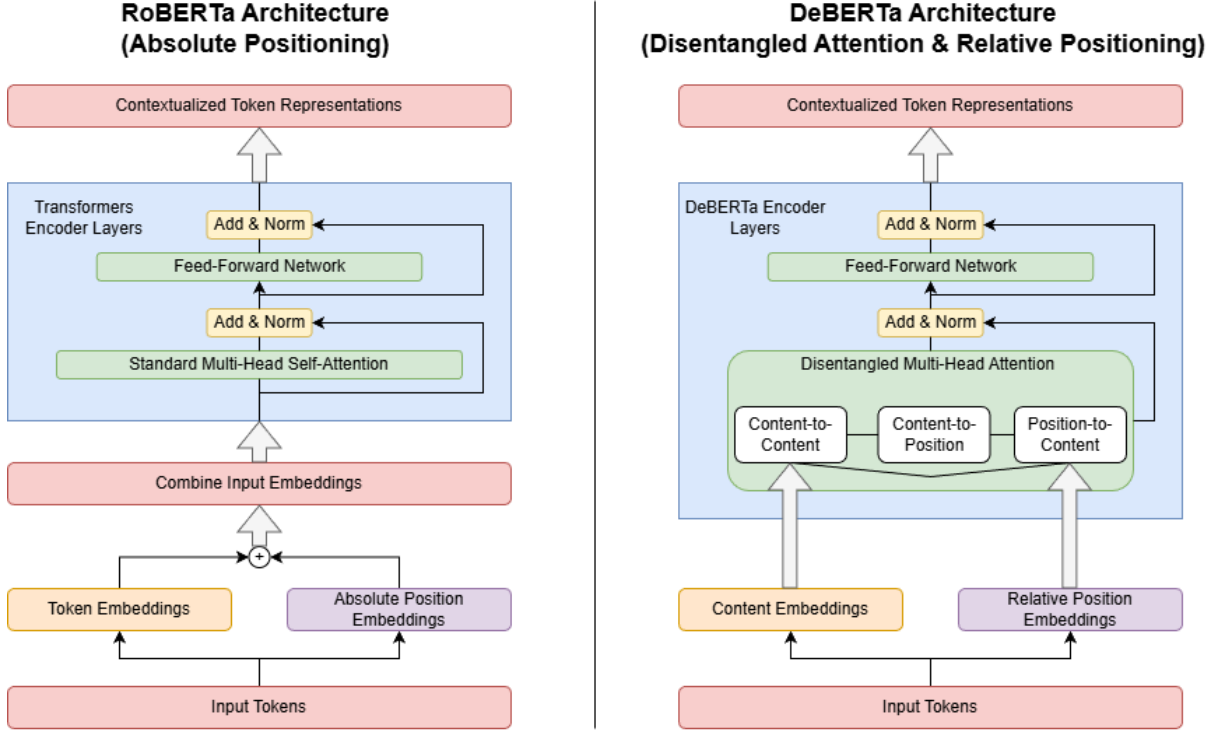 RoBERTa Architecture
(Absolute Positioning)
Contextualized Token Representations
Transformers
Encoder Layers
Add & Norm
Feed-Forward Network
Add & Norm
Standard Multi-Head Self-Attention
Combine Input Embeddings
+
Token Embeddings
Absolute Position
Embeddings
Input Tokens
DeBERTa Architecture
(Disentangled Attention & Relative Positioning)
Contextualized Token Representations
DeBERTa Encoder
Layers
Add & Norm
Feed-Forward Network
Add & Norm
Disentangled Multi-Head Attention
Content-to-
Content
Content-to-
Position
Position-to-
Content
Content Embeddings
Relative Position
Embeddings
Input Tokens